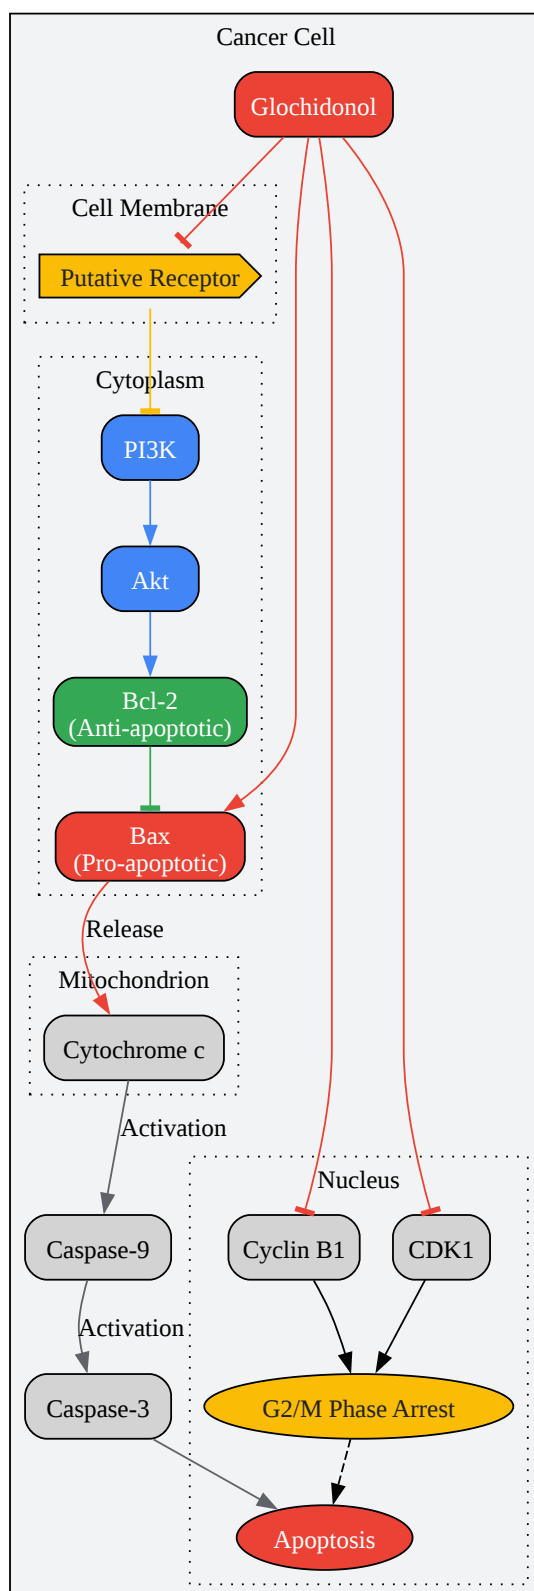 Cancer Cell
Glochidonol
Cell Membrane
Putative Receptor
Cytoplasm
PI3K
Akt
Bcl-2
(Anti-apoptotic)
Bax
(Pro-apoptotic)
Release
Mitochondrion
Cytochrome c
Activation
Nucleus
Caspase-9
Cyclin B1
CDK1
Activation
Caspase-3
G2/M Phase Arrest
Apoptosis